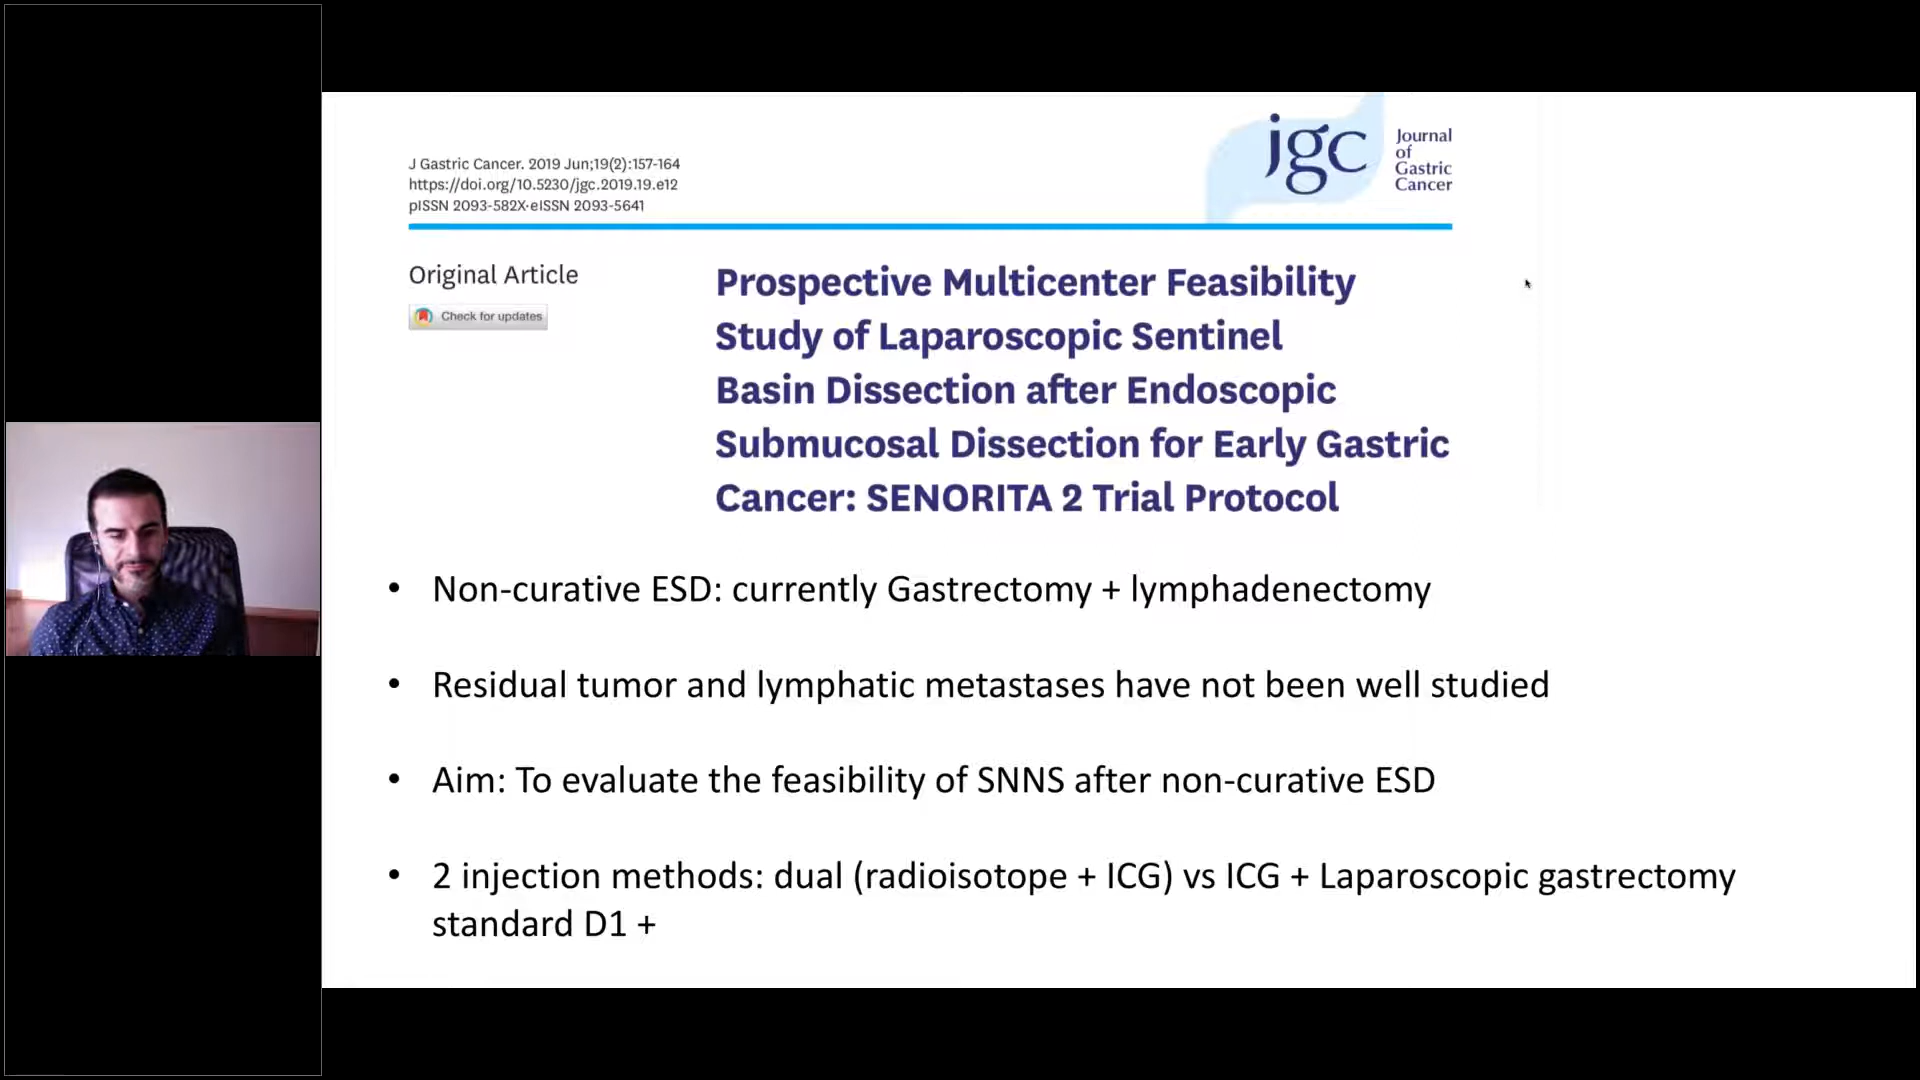 J Gastric Cancer. 2019 Jun;19(2):157-164
https://doi.org/10.5230/jgc.2019.19.e12
pISSN 2093-582X·eISSN 2093-5641
jgc
Journal
of
Gastric
Cancer
Original Article
Check for updates
Prospective Multicenter Feasibility
Study of Laparoscopic Sentinel
Basin Dissection after Endoscopic
Submucosal Dissection for Early Gastric
Cancer: SENORITA 2 Trial Protocol
• Non-curative ESD: currently Gastrectomy + lymphadenectomy
• Residual tumor and lymphatic metastases have not been well studied
• Aim: To evaluate the feasibility of SNNS after non-curative ESD
• 2 injection methods: dual (radioisotope + ICG) vs ICG + Laparoscopic gastrectomy
standard D1 +